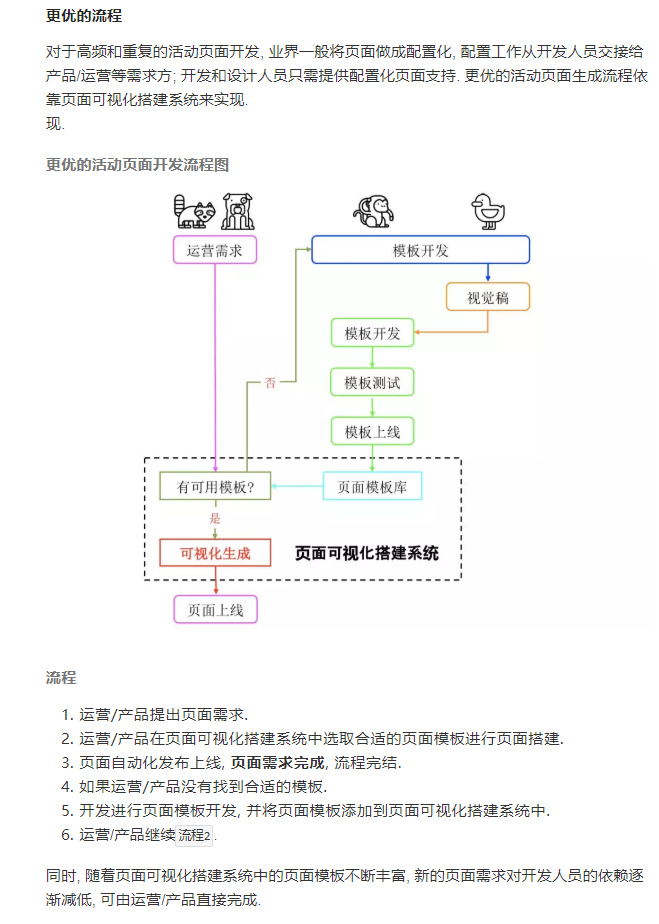 更优的流程
对于高频和重复的活动页面开发, 业界一般将页面做成配置化, 配置工作从开发人员交接给
产品/运营等需求方; 开发和设计人员只需提供配置化页面支持. 更优的活动页面生成流程依
靠页面可视化搭建系统来实现.
现.
更优的活动页面开发流程图
运营需求
模板开发
视觉稿
模板开发
否
模板测试
模板上线
有可用模板?
页面模板库
是
可视化生成
页面可视化搭建系统
页面上线
流程
1. 运营/产品提出页面需求.
2. 运营/产品在页面可视化搭建系统中选取合适的页面模板进行页面搭建.
3. 页面自动化发布上线, 页面需求完成, 流程完结.
4. 如果运营/产品没有找到合适的模板.
5. 开发进行页面模板开发, 并将页面模板添加到页面可视化搭建系统中.
6. 运营/产品继续 流程2 .
同时, 随着页面可视化搭建系统中的页面模板不断丰富, 新的页面需求对开发人员的依赖逐
渐减低, 可由运营/产品直接完成.